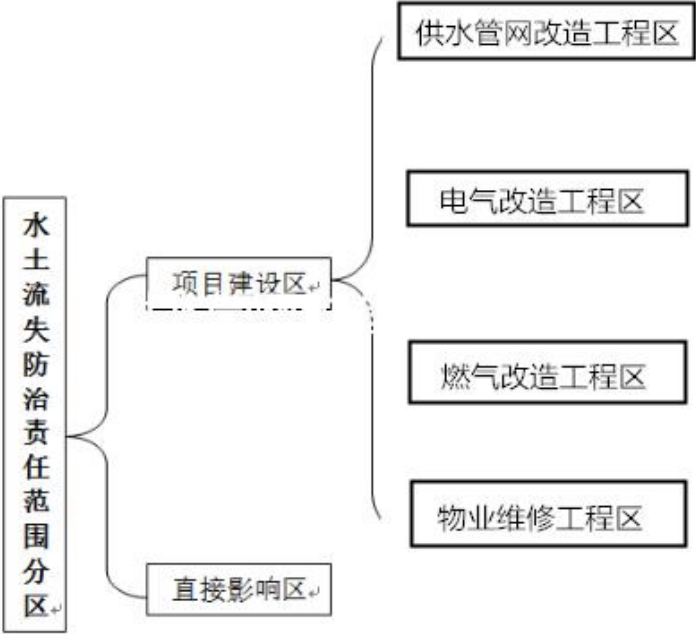 供水管网改造工程区
电气改造工程区
水土流失防治责任范围分区
项目建设区
燃气改造工程区
物业维修工程区
直接影响区